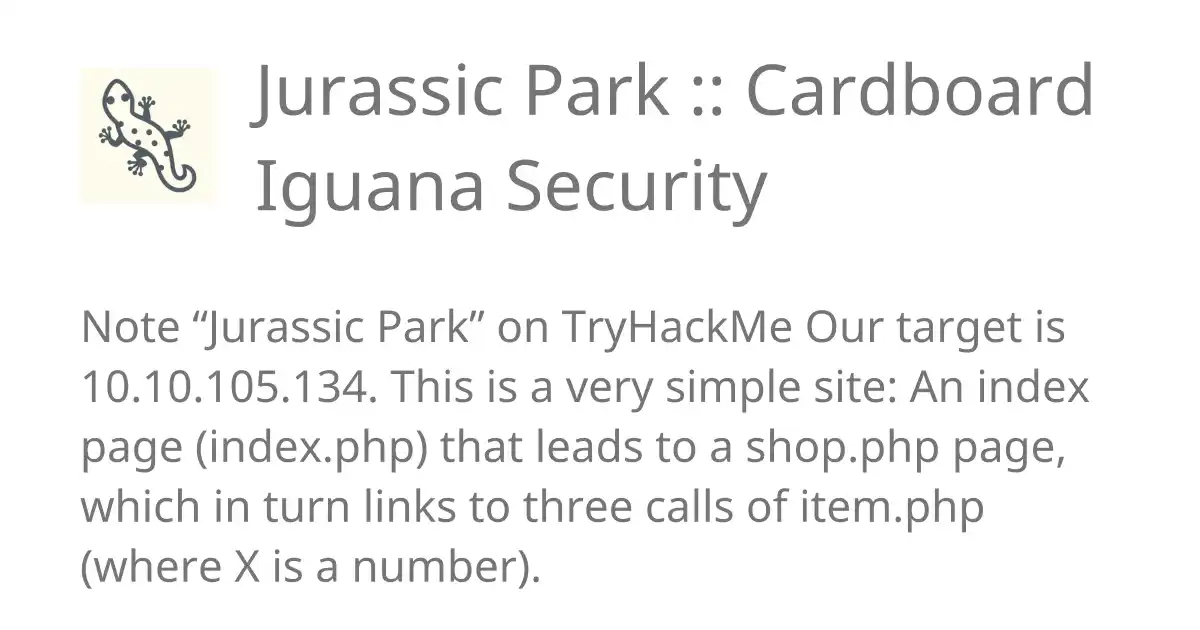 Jurassic Park :: Cardboard
Iguana Security
Note “Jurassic Park” on TryHackMe Our target is
10.10.105.134. This is a very simple site: An index
page (index.php) that leads to a shop.php page,
which in turn links to three calls of item.php
(where X is a number).